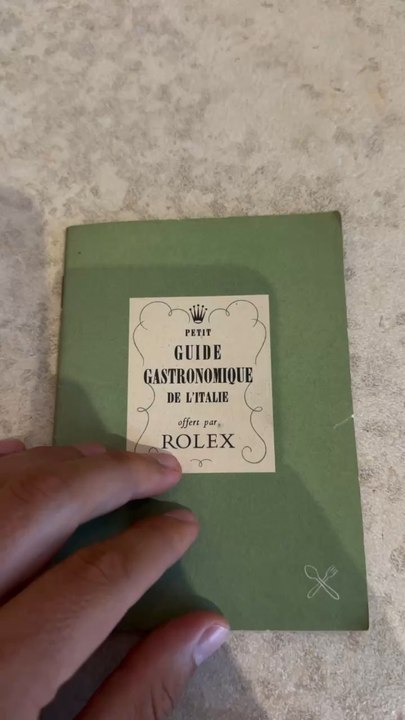 PETIT
GUIDE
GASTRONOMIQUE
DE L'ITALIE
offert par
ROLEX